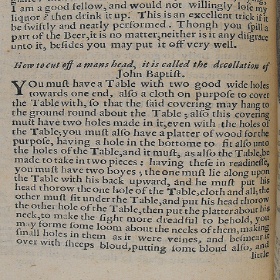 am a good fellow, and would not willingly lose my
liquor & then drink it up. This is an excellent trick if it
be swiftly and neatly performed. Though you spill a
part of the Beer, it is no matter, neither is it any disgrace
unto it, besides you may put it off very well.
How to cut off a mans head, it is called the decollation of
John Baptist.
YOu must have a Table with two good wide holes
towards one end, also a cloth on purpose to cover
the Table with, so that the said covering may hang to
the ground round about the Table; also this covering
must have two holes made in it, even with the holes of
the Table, you must also have a platter of wood for the
purpose, having a hole in the bottome to fit also unto
the holes of the Table, and it must, as also the Table, be
made to take in two pieces: having these in readinesse,
you must have two boyes, the one must lie along upon
the Table with his back upward, and he must put his
head thorow the one hole of the Table, cloth and all, the
other must sit under the Table, and put his head thorow
the other hole of the Table, then put the platter about his
neck, to make the sight more dreadful to behold, you
may forme some loom about the necks of them, making
small holes in them as it were veines, and besmear it
over with sheeps bloud, putting some bloud also, and
little